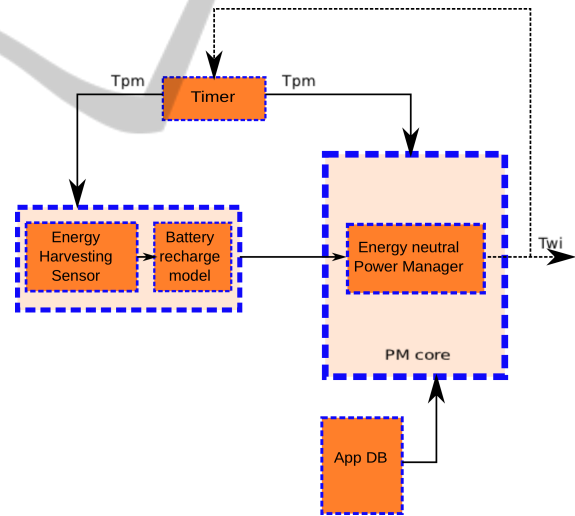 Tpm
Tpm
Timer
Energy
Harvesting
Sensor
Battery
recharge
model
Energy neutral
Power Manager
Twi
PM core
App DB